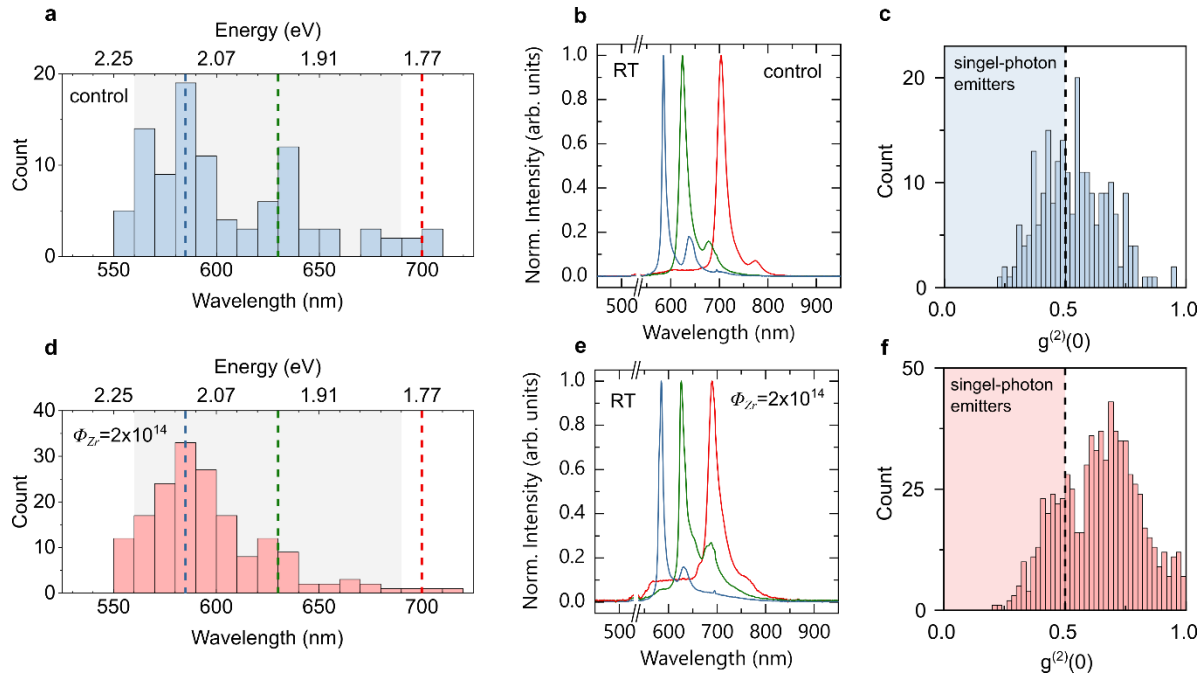 a
Energy (eV)
2.25 2.07 1.91 1.77
control
20
10
0
Count
550 600 650 700
Wavelength (nm)
b
RT
control
1.0
0.8
0.6
0.4
0.2
0.0
Norm. Intensity (arb. units)
500 600 700 800 900
Wavelength (nm)
c
singel-photon
emitters
20
10
0
Count
0.0 0.5 1.0
g(2)(0)
d
Energy (eV)
2.25 2.07 1.91 1.77
ΦZr=2x1014
40
30
20
10
0
Count
550 600 650 700
Wavelength (nm)
e
RT
ΦZr=2x1014
1.0
0.8
0.6
0.4
0.2
0.0
Norm. Intensity (arb. units)
500 600 700 800 900
Wavelength (nm)
f
singel-photon
emitters
50
25
0
Count
0.0 0.5 1.0
g(2)(0)